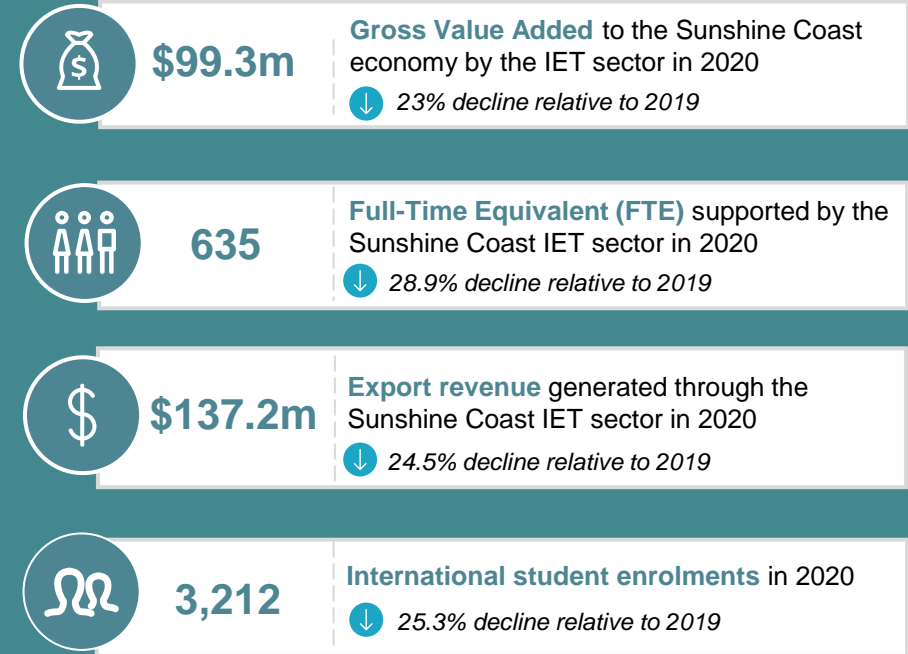 $99.3m
Gross Value Added to the Sunshine Coast
economy by the IET sector in 2020
23% decline relative to 2019
635
Full-Time Equivalent (FTE) supported by the
Sunshine Coast IET sector in 2020
28.9% decline relative to 2019
$137.2m
Export revenue generated through the
Sunshine Coast IET sector in 2020
24.5% decline relative to 2019
3,212
International student enrolments in 2020
25.3% decline relative to 2019